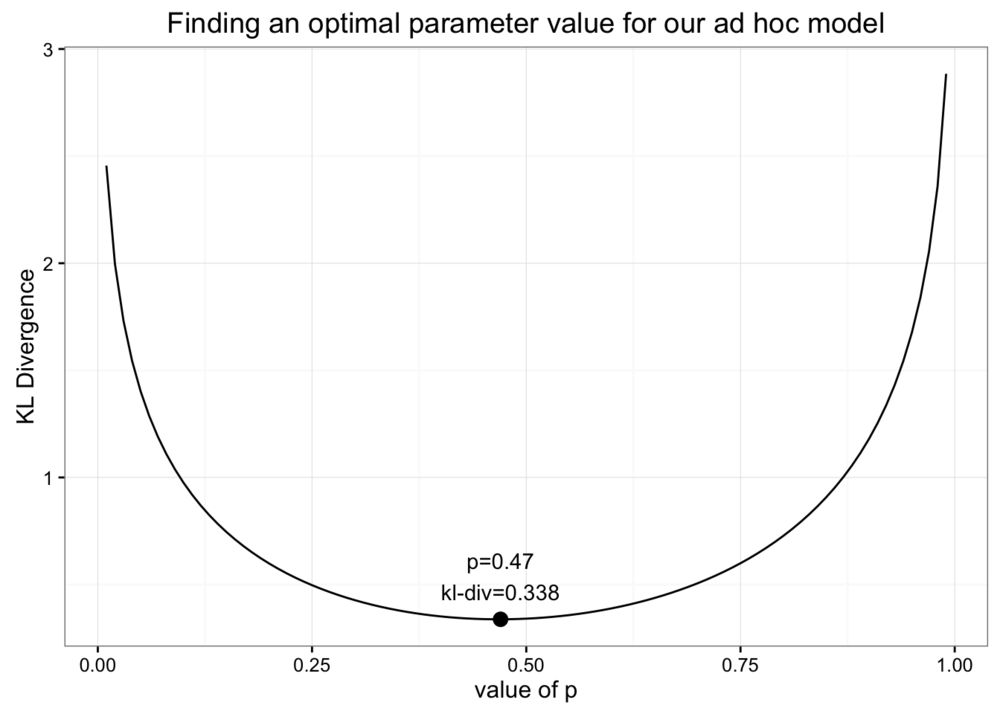 Finding an optimal parameter value for our ad hoc model
3
2
1
KL Divergence
p=0.47
kl-div=0.338
0.00
0.25
0.50
0.75
1.00
value of p